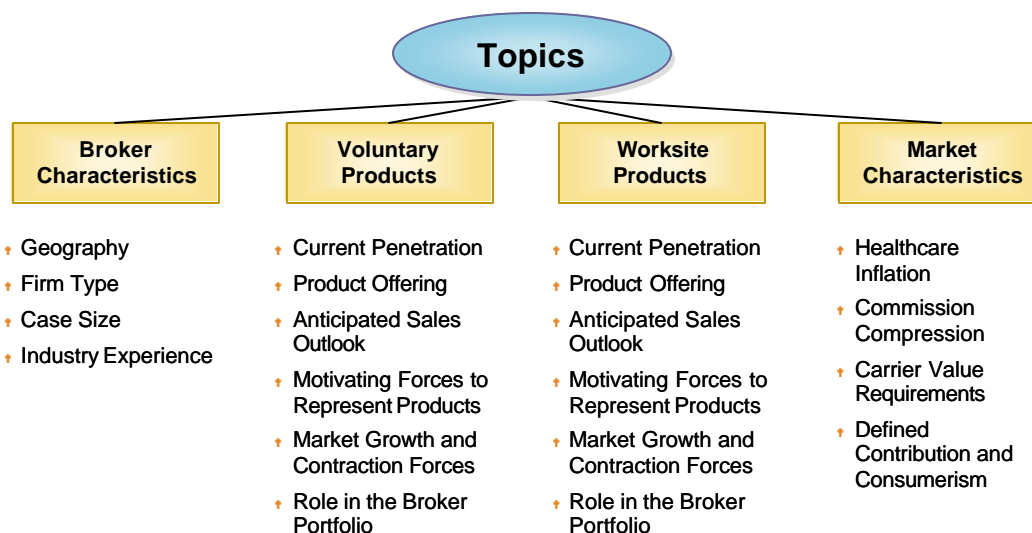 Topics
Broker
Characteristics
Geography
Firm Type
Case Size
Industry Experience
Voluntary
Products
Current Penetration
Product Offering
Anticipated Sales
Outlook
Motivating Forces to
Represent Products
Market Growth and
Contraction Forces
Role in the Broker
Portfolio
Worksite
Products
Current Penetration
Product Offering
Anticipated Sales
Outlook
Motivating Forces to
Represent Products
Market Growth and
Contraction Forces
Role in the Broker
Portfolio
Market
Characteristics
Healthcare
Inflation
Commission
Compression
Carrier Value
Requirements
Defined
Contribution and
Consumerism